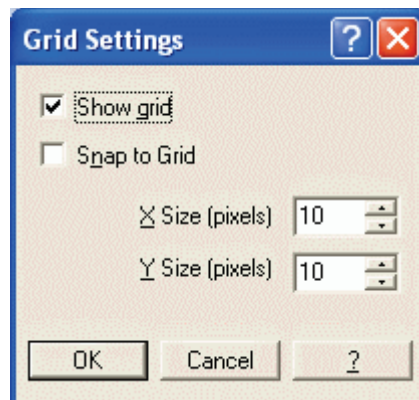 Grid Settings ?
Show grid
Snap to Grid
X Size (pixels) 10
Y Size (pixels) 10
OK Cancel ?